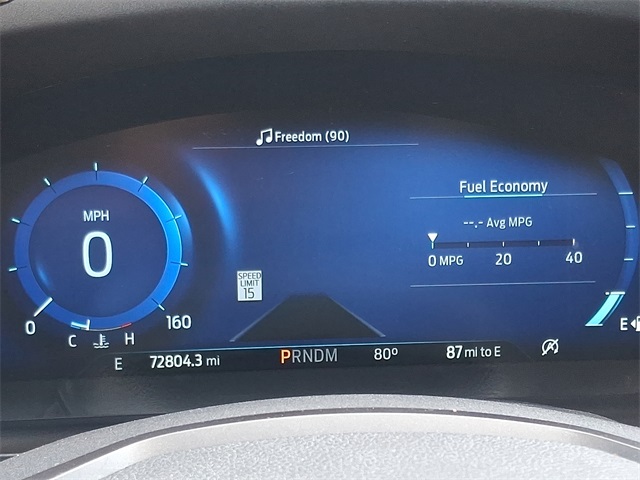 Freedom (90)
Fuel Economy
--.- Avg MPG
0 MPG 20 40
MPH
0
SPEED
LIMIT
15
0 160
C H
E
E 72804.3 mi PRNDM 80º 87 mi to E